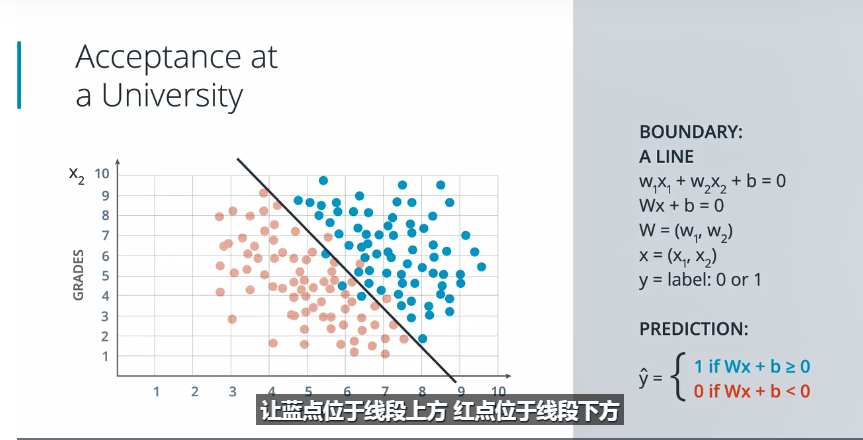 Acceptance at
a University
x₂
10
9
8
7
6
5
4
3
2
1
GRADES
1
2
3
4
5
6
7
8
9
10
BOUNDARY:
A LINE
w₁x₁ + w₂x₂ + b = 0
Wx + b = 0
W = (w₁, w₂)
x = (x₁, x₂)
y = label: 0 or 1
PREDICTION:
ŷ = { 1 if Wx + b ≥ 0
0 if Wx + b < 0
让蓝点位于线段上方 红点位于线段下方